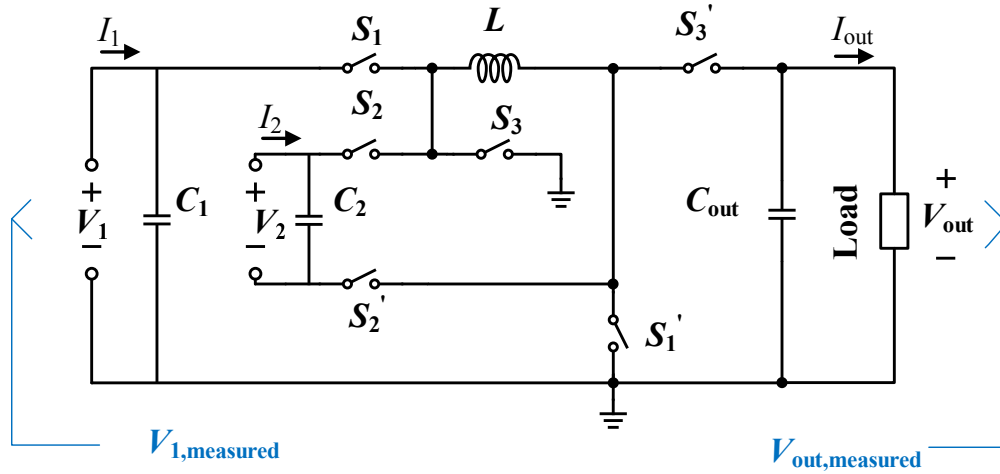 I₁
S₁
L
S₃'
Iout
S₂
I₂
S₃
+
V₁
−
C₁
+
V₂
−
C₂
Cout
Load
+
Vout
−
S₂'
S₁'
V₁,measured
Vout,measured